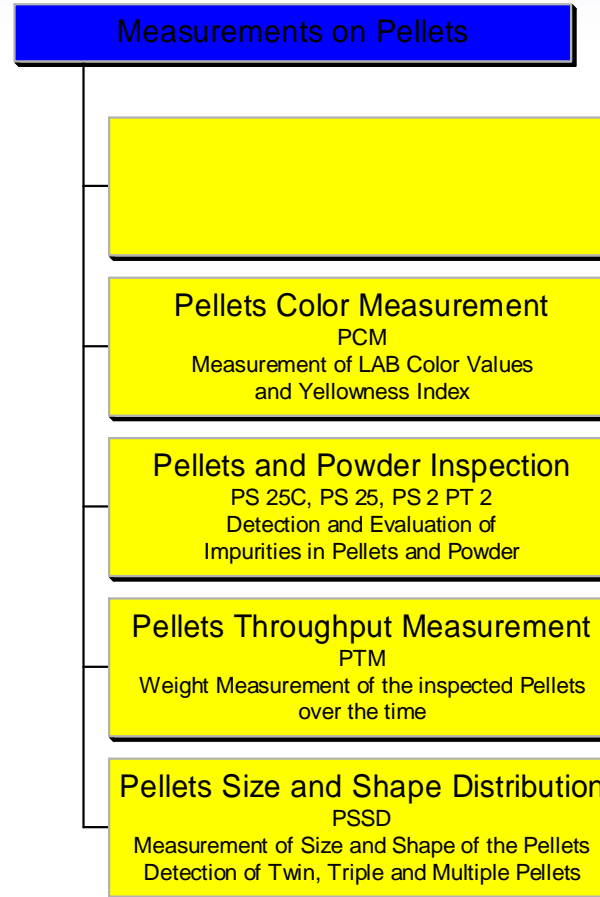 Measurements on Pellets
Pellets Color Measurement
PCM
Measurement of LAB Color Values
and Yellowness Index
Pellets and Powder Inspection
PS 25C, PS 25, PS 2 PT 2
Detection and Evaluation of
Impurities in Pellets and Powder
Pellets Throughput Measurement
PTM
Weight Measurement of the inspected Pellets
over the time
Pellets Size and Shape Distribution
PSSD
Measurement of Size and Shape of the Pellets
Detection of Twin, Triple and Multiple Pellets